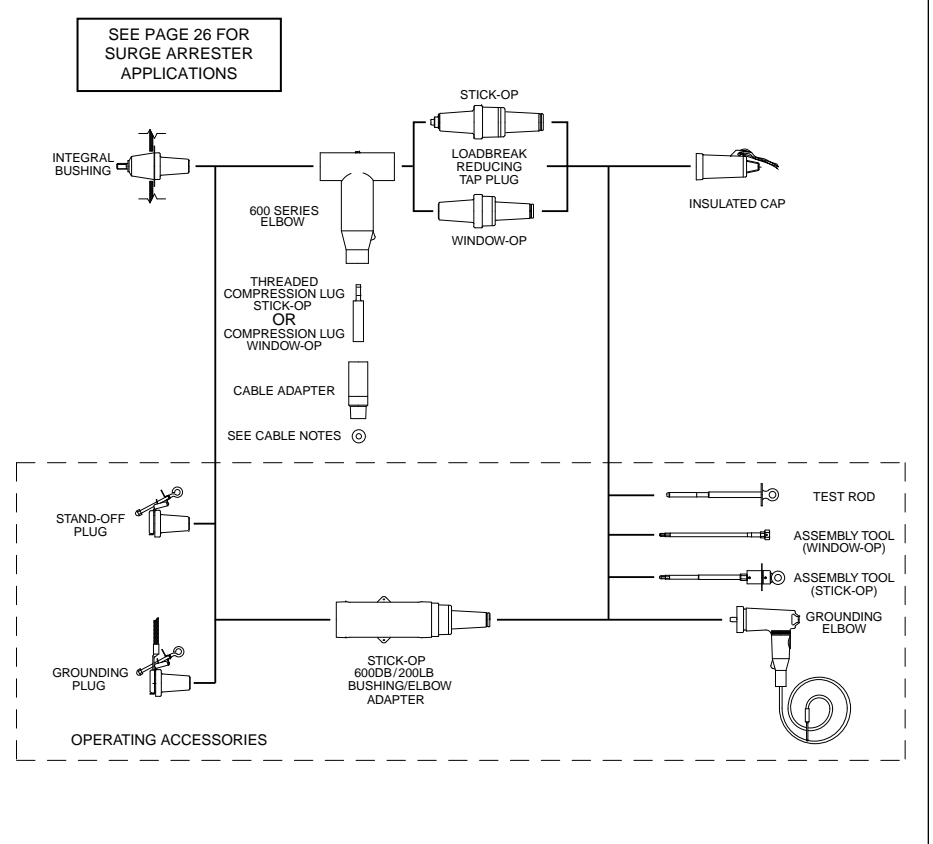 SEE PAGE 26 FOR
SURGE ARRESTER
APPLICATIONS
STICK-OP
INTEGRAL
BUSHING
LOADBREAK
REDUCING
TAP PLUG
600 SERIES
ELBOW
WINDOW-OP
INSULATED CAP
THREADED
COMPRESSION LUG
STICK-OP
OR
COMPRESSION LUG
WINDOW-OP
CABLE ADAPTER
SEE CABLE NOTES
STAND-OFF
PLUG
TEST ROD
ASSEMBLY TOOL
(WINDOW-OP)
ASSEMBLY TOOL
(STICK-OP)
GROUNDING
ELBOW
STICK-OP
600DB/200LB
BUSHING/ELBOW
ADAPTER
GROUNDING
PLUG
OPERATING ACCESSORIES